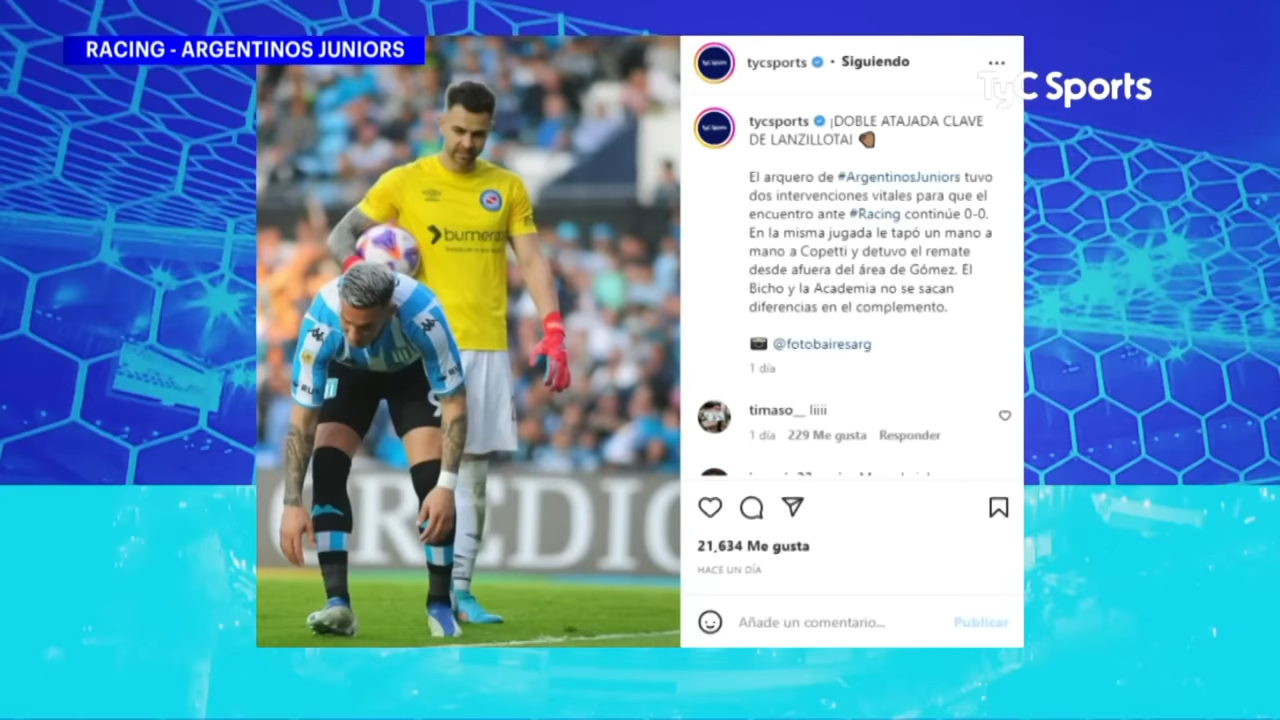 RACING - ARGENTINOS JUNIORS
TyC Sports
tycsports • Siguiendo
tycsports ¡DOBLE ATAJADA CLAVE
DE LANZILLOTA!
El arquero de #ArgentinosJuniors tuvo
dos intervenciones vitales para que el
encuentro ante #Racing continúe 0-0.
En la misma jugada le tapó un mano a
mano a Copetti y detuvo el remate
desde afuera del área de Gómez. El
Bicho y la Academia no se sacan
diferencias en el complemento.
@fotobairesarg
1 día
timaso__ liiii
1 día 229 Me gusta Responder
21,634 Me gusta
HACE UN DÍA
Añade un comentario... Publicar
bumeran
REDIC
9